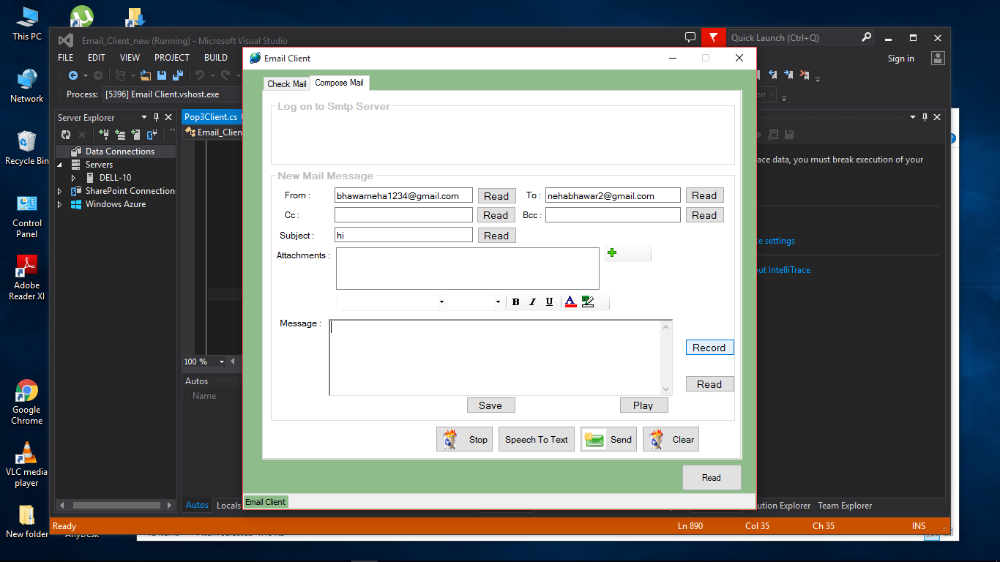 This PC
Network
Recycle Bin
Control Panel
Adobe Reader XI
Google Chrome
VLC media player
New folder
AnyDesk
Email_Client_new (Running) - Microsoft Visual Studio
Quick Launch (Ctrl+Q)
FILE EDIT VIEW PROJECT BUILD
Sign in
Process: [5396] Email Client.vshost.exe
Server Explorer
Data Connections
Servers
DELL-10
SharePoint Connection
Windows Azure
Pop3Client.cs
Email_Clien
100 %
Autos
Name
Autos Locals
Email Client
Check Mail Compose Mail
Log on to Smtp Server
New Mail Message
From : bhawarneha1234@gmail.com Read To : nehabhawar2@gmail.com Read
Cc : Read Bcc : Read
Subject : hi Read
Attachments :
B I U A
Message :
Record
Read
Save Play
Stop Speech To Text Send Clear
Read
Email Client
ce data, you must break execution of your
ce settings
out IntelliTrace
ution Explorer Team Explorer
Ready Ln 890 Col 35 Ch 35 INS